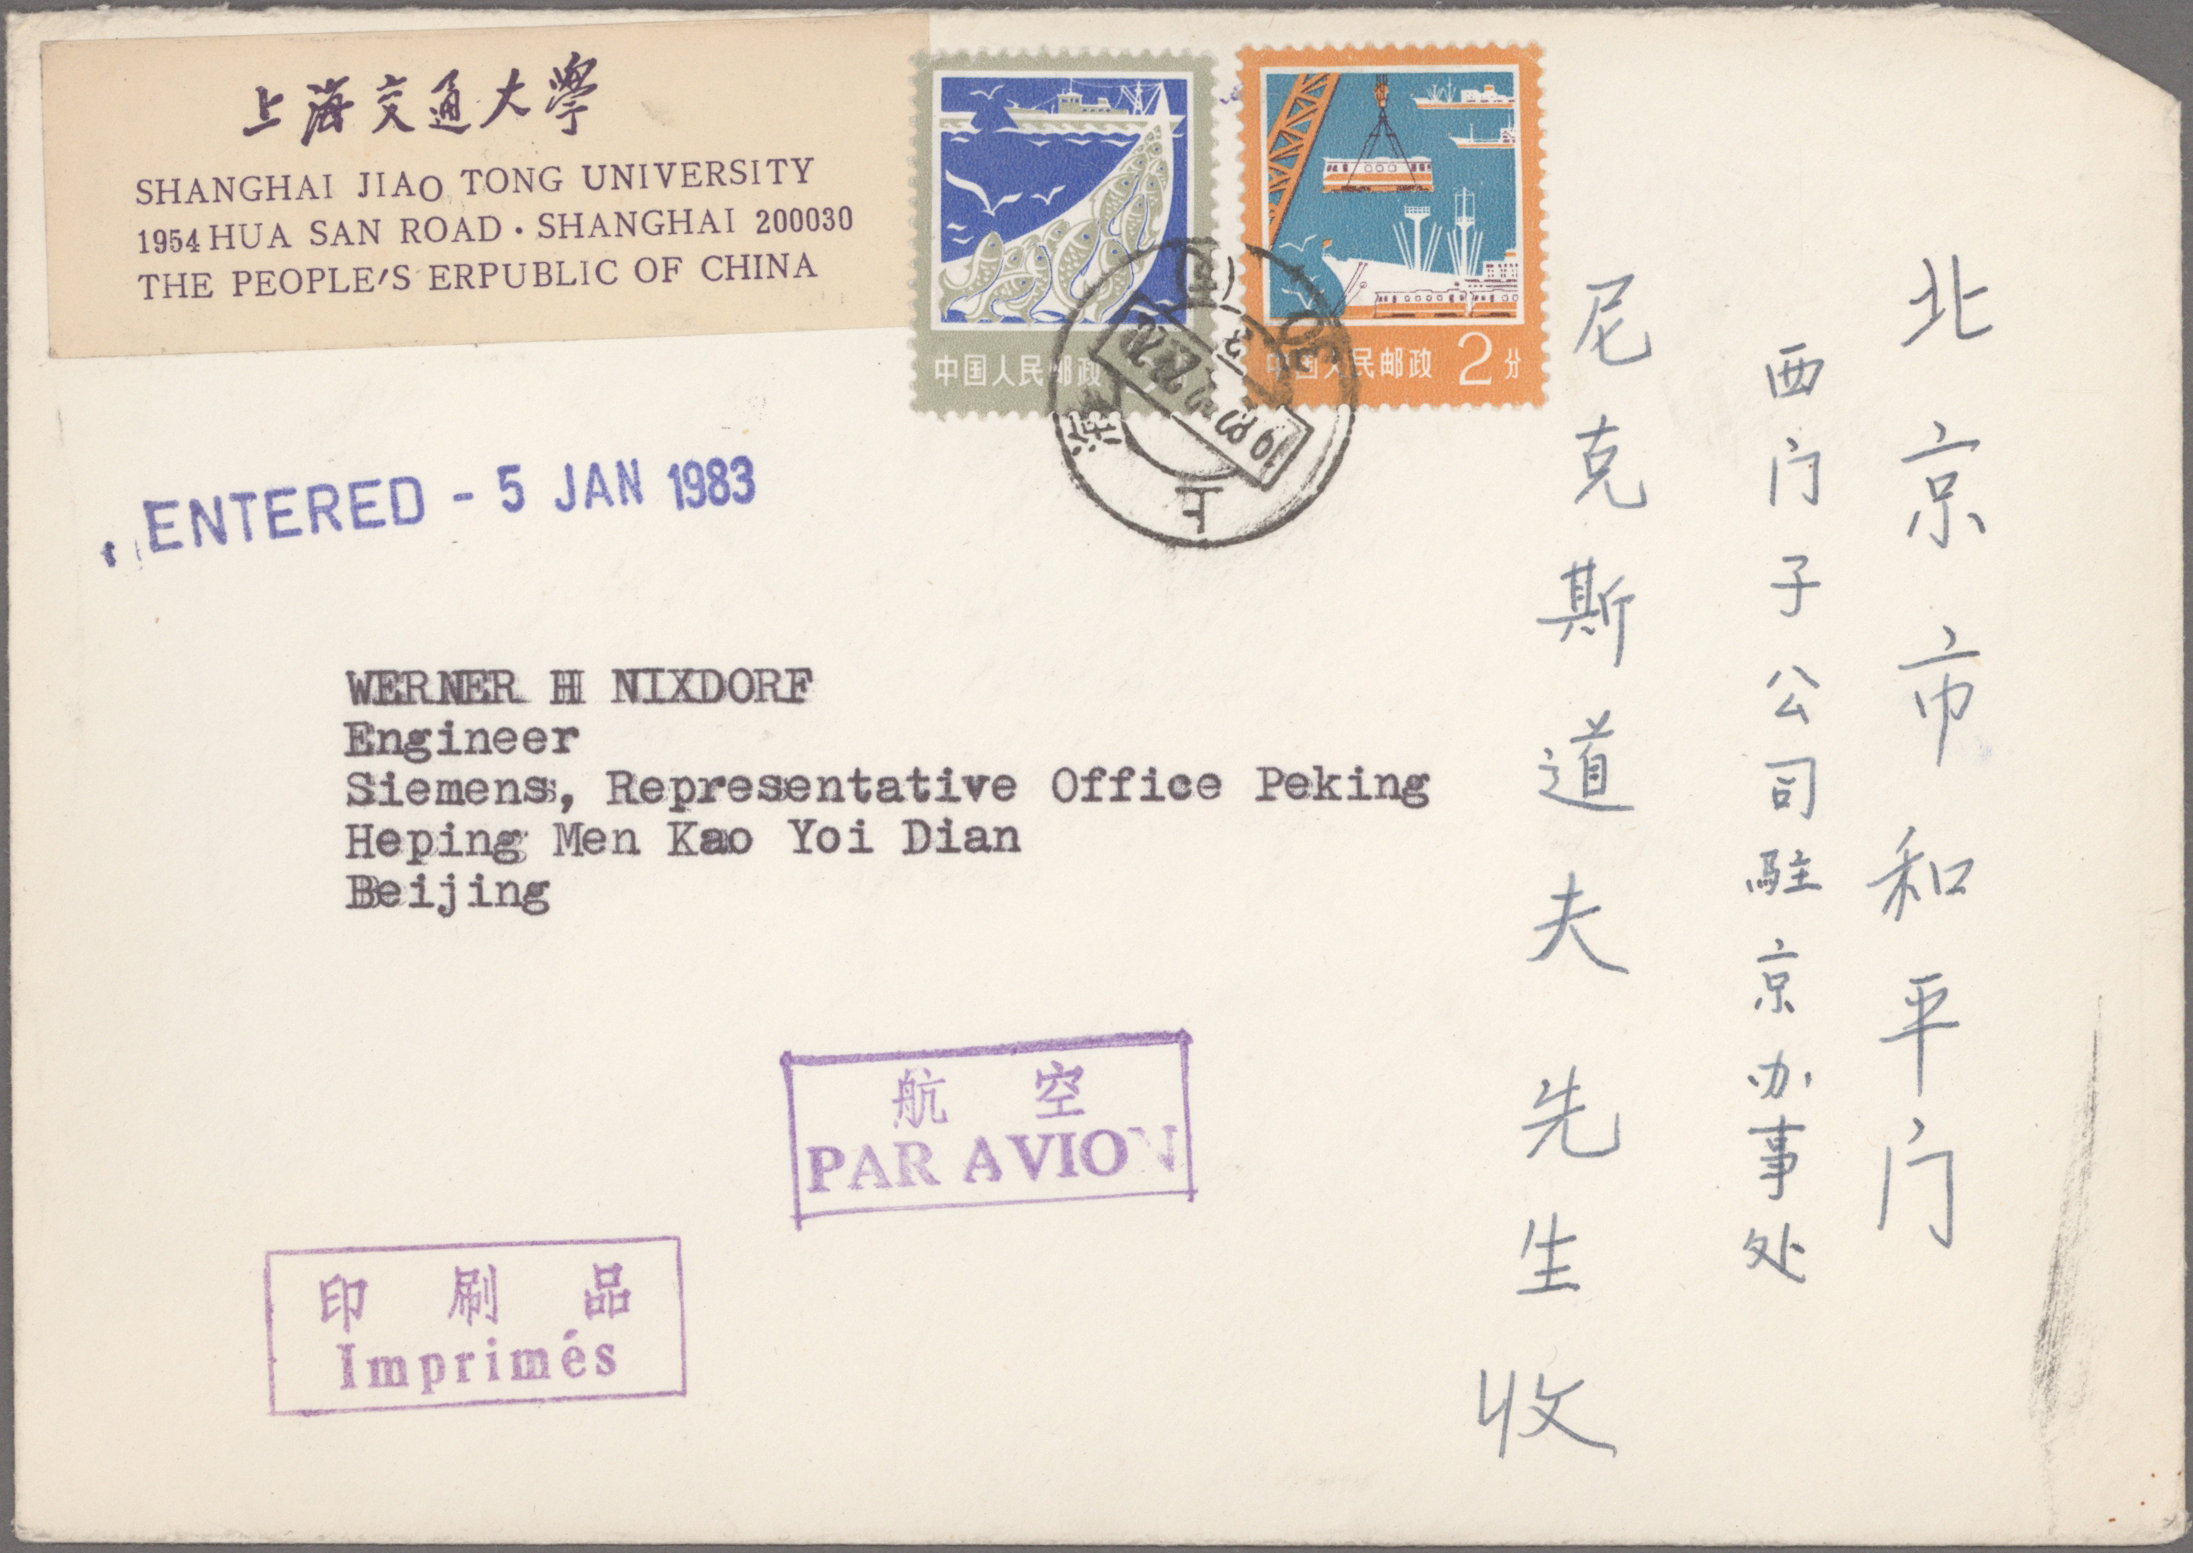 上海交通大學
SHANGHAI JIAO TONG UNIVERSITY
1954 HUA SAN ROAD · SHANGHAI 200030
THE PEOPLE'S ERPUBLIC OF CHINA
中国人民邮政
中国人民邮政 2分
上海
ENTERED - 5 JAN 1983
WERNER H NIXDORF
Engineer
Siemens, Representative Office Peking
Heping Men Kao Yoi Dian
Beijing
航空
PAR AVION
印刷品
Imprimés
北京市和平门
西门子公司駐京办事处
尼克斯道夫先生收